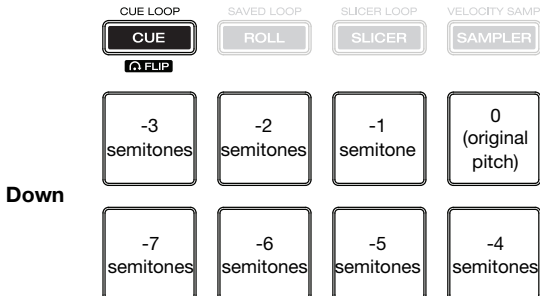 CUE LOOP SAVED LOOP SLICER LOOP VELOCITY SAMP
CUE ROLL SLICER SAMPLER
FLIP
-3 semitones
-2 semitones
-1 semitone
0 (original pitch)
Down
-7 semitones
-6 semitones
-5 semitones
-4 semitones